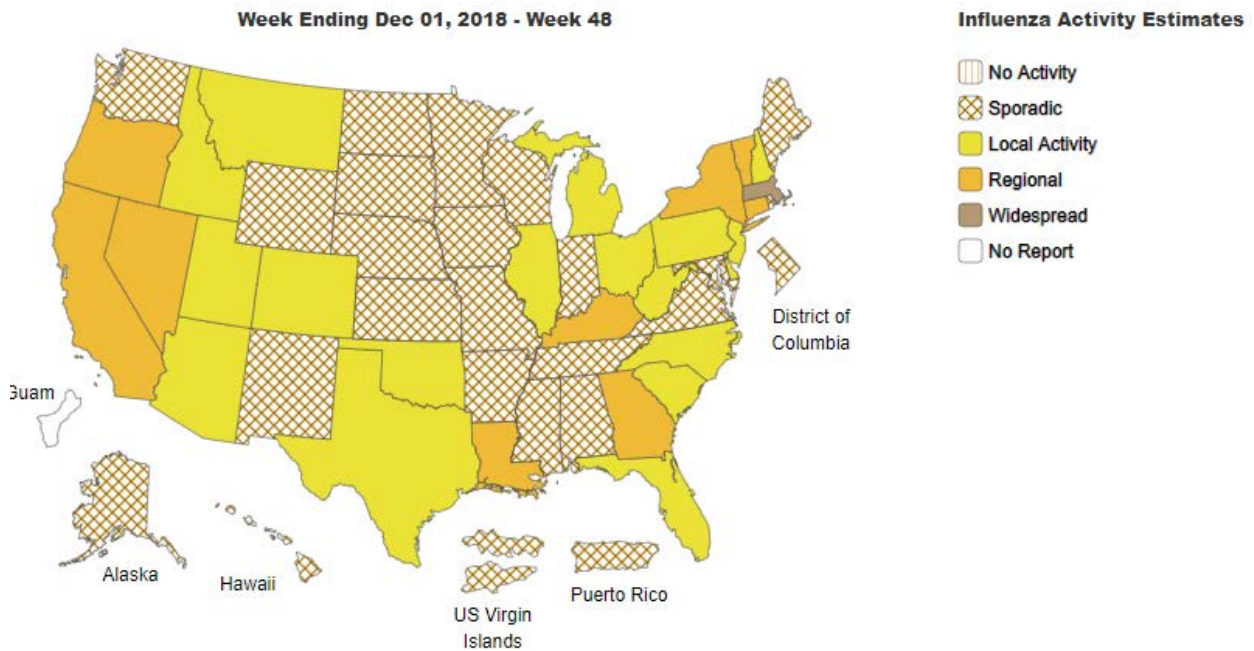 Week Ending Dec 01, 2018 - Week 48
Influenza Activity Estimates
No Activity
Sporadic
Local Activity
Regional
Widespread
No Report
District of
Columbia
Guam
Alaska
Hawaii
US Virgin
Islands
Puerto Rico